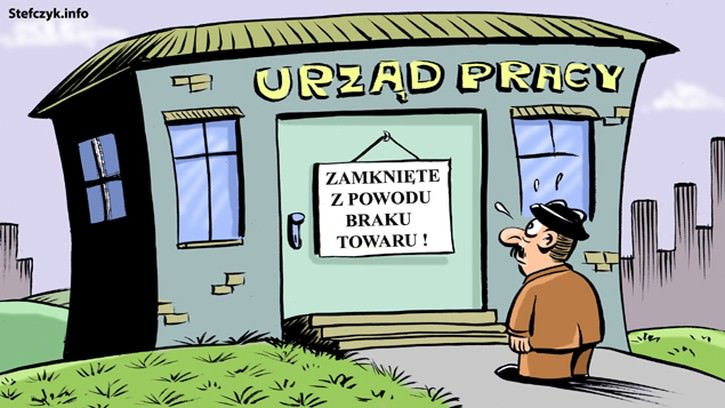 Stefczyk.info
URZĄD PRACY
ZAMKNIĘTE
Z POWODU
BRAKU
TOWARU !